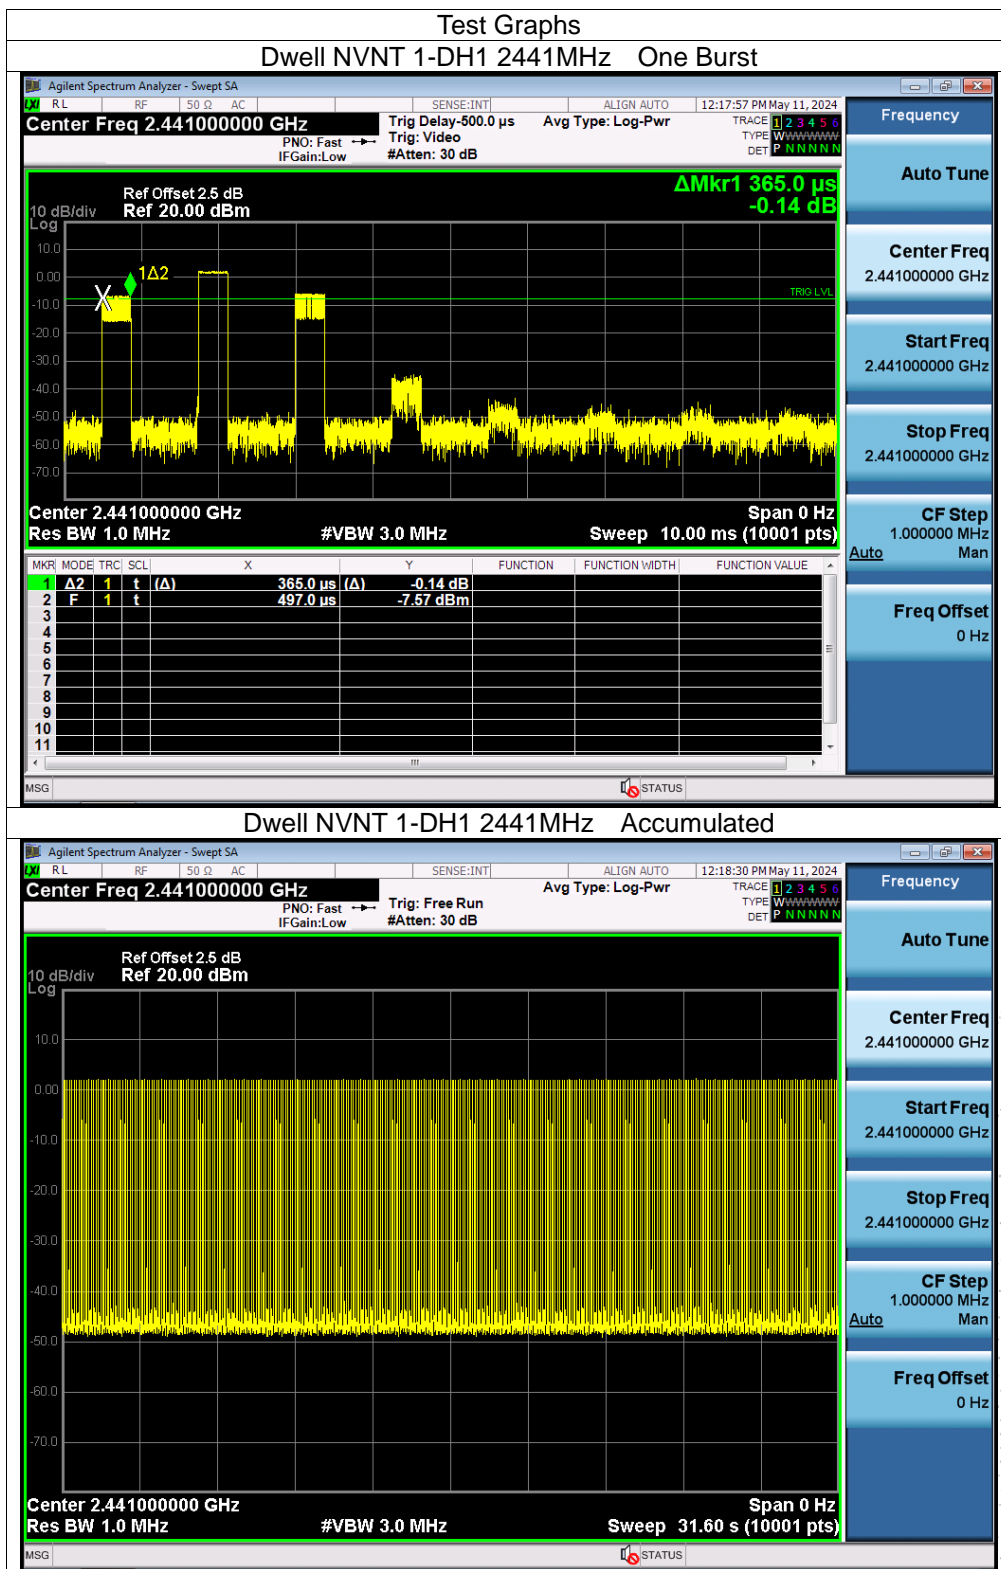 Test Graphs
Dwell NVNT 1-DH1 2441MHz One Burst
Agilent Spectrum Analyzer - Swept SA
LXI RL RF 50 Ω AC SENSE:INT ALIGN AUTO 12:17:57 PM May 11, 2024
Center Freq 2.441000000 GHz Trig Delay-500.0 µs Avg Type: Log-Pwr TRACE 1 2 3 4 5 6
PNO: Fast Trig: Video TYPE WWWWWWW
IFGain:Low #Atten: 30 dB DET P N N N N N
Frequency
Auto Tune
ΔMkr1 365.0 µs
-0.14 dB
Ref Offset 2.5 dB
10 dB/div Ref 20.00 dBm
Log
10.0
0.00
-10.0
-20.0
-30.0
-40.0
-50.0
-60.0
-70.0
1Δ2
TRIG LVL
Center 2.441000000 GHz Span 0 Hz
Res BW 1.0 MHz #VBW 3.0 MHz Sweep 10.00 ms (10001 pts)
Center Freq
2.441000000 GHz
Start Freq
2.441000000 GHz
Stop Freq
2.441000000 GHz
CF Step
1.000000 MHz
Auto Man
Freq Offset
0 Hz
MKR MODE TRC SCL X Y FUNCTION FUNCTION WIDTH FUNCTION VALUE
1 Δ2 1 t (Δ) 365.0 µs (Δ) -0.14 dB
2 F 1 t 497.0 µs -7.57 dBm
3
4
5
6
7
8
9
10
11
MSG STATUS
Dwell NVNT 1-DH1 2441MHz Accumulated
Agilent Spectrum Analyzer - Swept SA
LXI RL RF 50 Ω AC SENSE:INT ALIGN AUTO 12:18:30 PM May 11, 2024
Center Freq 2.441000000 GHz Avg Type: Log-Pwr TRACE 1 2 3 4 5 6
PNO: Fast Trig: Free Run TYPE WWWWWWW
IFGain:Low #Atten: 30 dB DET P N N N N N
Frequency
Auto Tune
Ref Offset 2.5 dB
10 dB/div Ref 20.00 dBm
Log
10.0
0.00
-10.0
-20.0
-30.0
-40.0
-50.0
-60.0
-70.0
Center 2.441000000 GHz Span 0 Hz
Res BW 1.0 MHz #VBW 3.0 MHz Sweep 31.60 s (10001 pts)
Center Freq
2.441000000 GHz
Start Freq
2.441000000 GHz
Stop Freq
2.441000000 GHz
CF Step
1.000000 MHz
Auto Man
Freq Offset
0 Hz
MSG STATUS